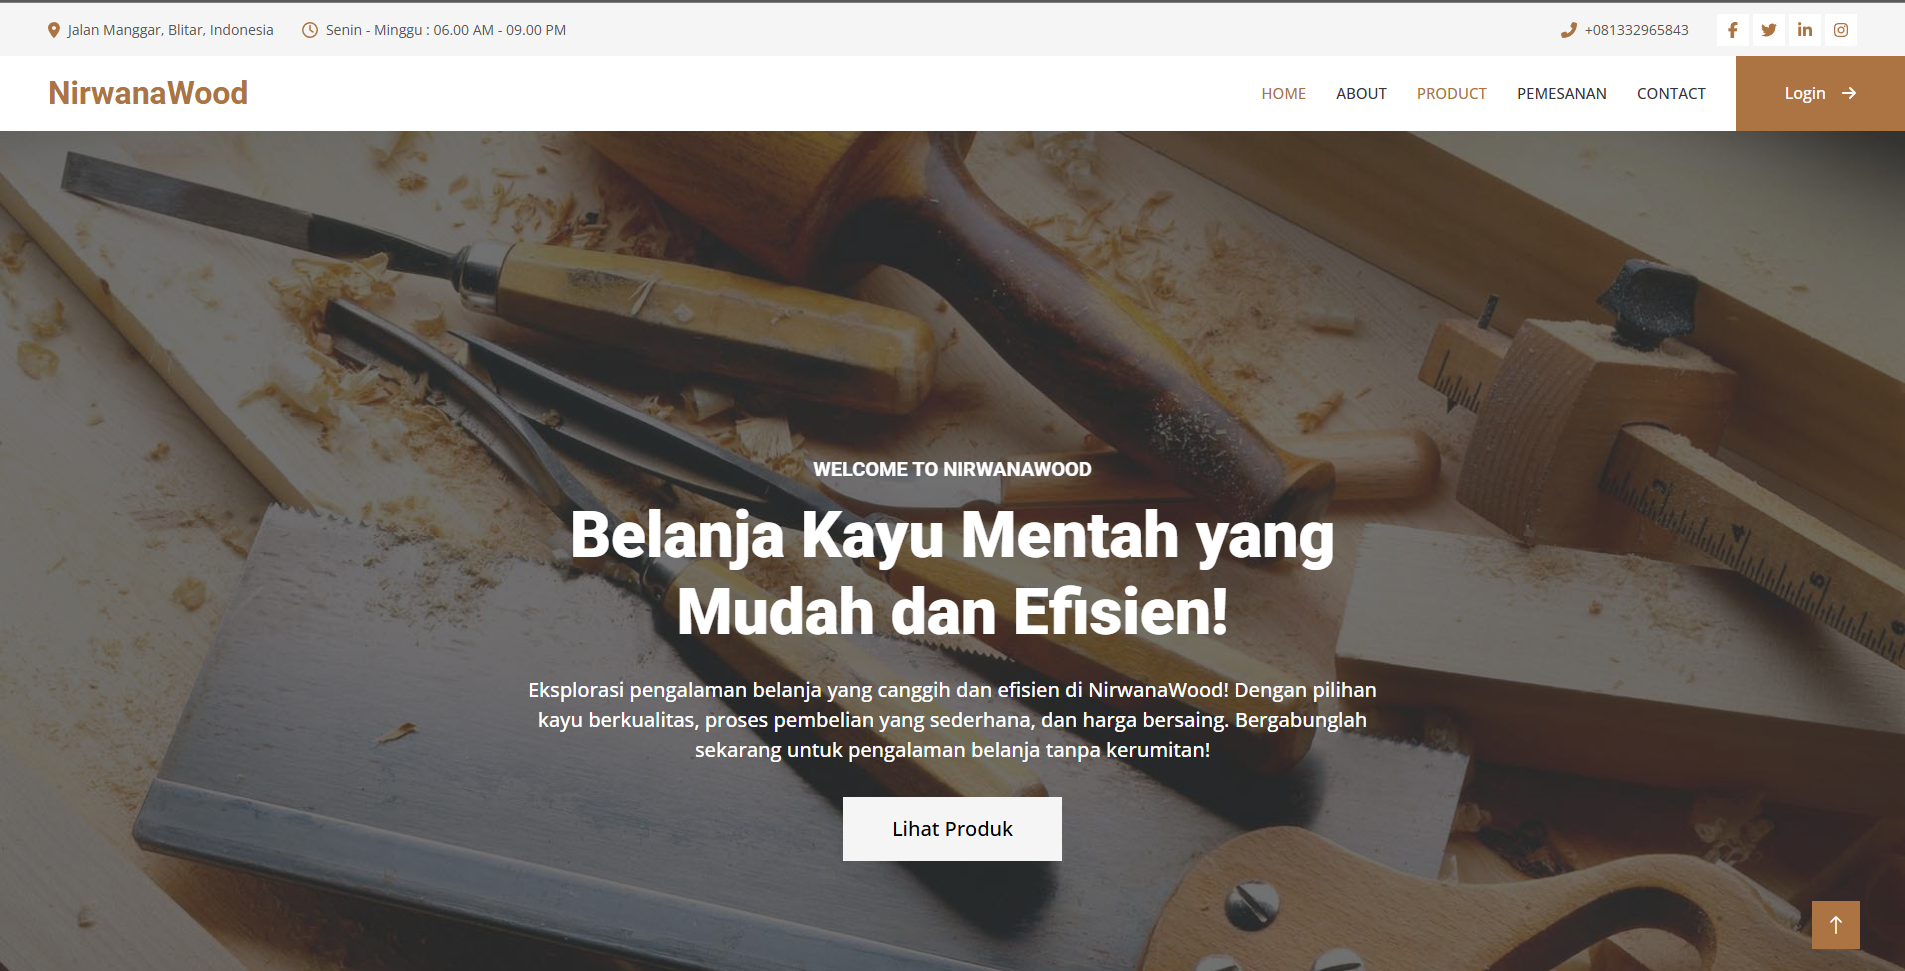 Jalan Manggar, Blitar, Indonesia
Senin - Minggu : 06.00 AM - 09.00 PM
+081332965843
NirwanaWood
HOME
ABOUT
PRODUCT
PEMESANAN
CONTACT
Login
WELCOME TO NIRWANAWOOD
Belanja Kayu Mentah yang
Mudah dan Efisien!
Eksplorasi pengalaman belanja yang canggih dan efisien di NirwanaWood! Dengan pilihan
kayu berkualitas, proses pembelian yang sederhana, dan harga bersaing. Bergabunglah
sekarang untuk pengalaman belanja tanpa kerumitan!
Lihat Produk